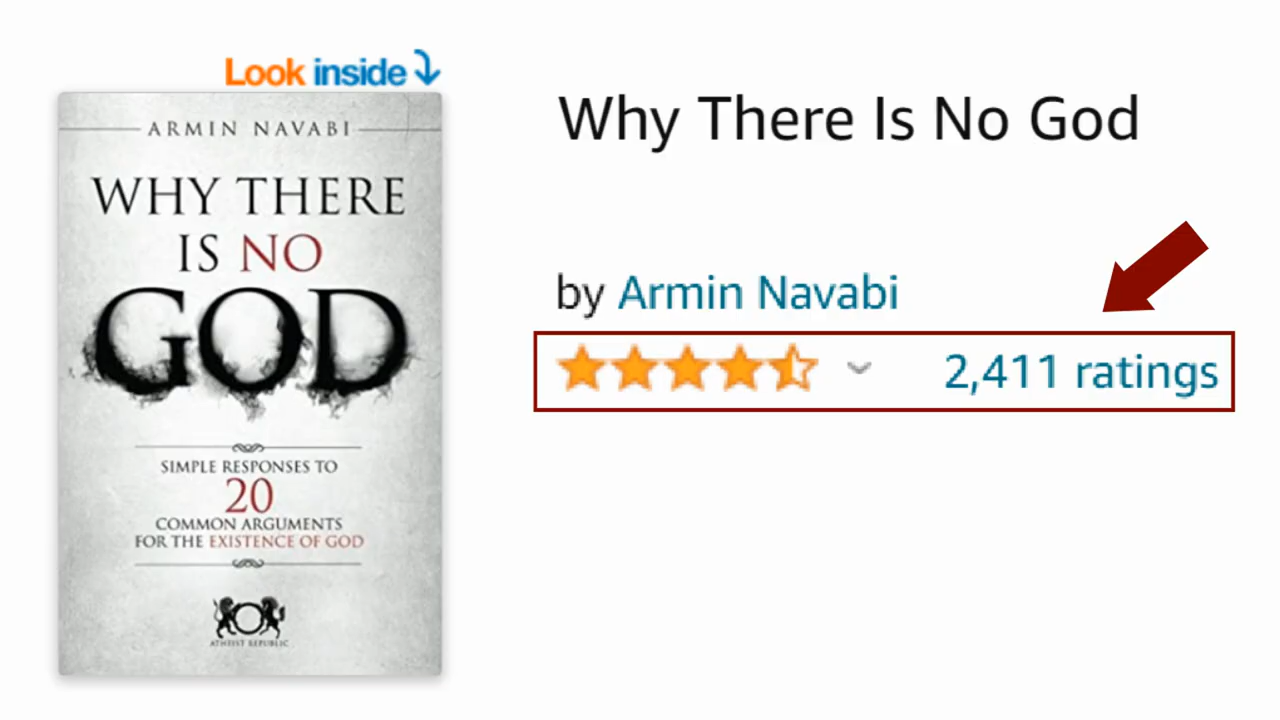 Look inside
ARMIN NAVABI
WHY THERE
IS NO
GOD
SIMPLE RESPONSES TO
20
COMMON ARGUMENTS
FOR THE EXISTENCE OF GOD
ATHEIST REPUBLIC
Why There Is No God
by Armin Navabi
2,411 ratings